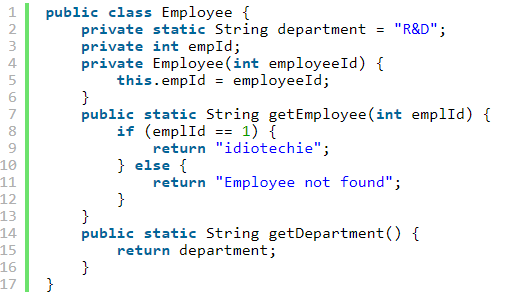 1 public class Employee {
2 private static String department = "R&D";
3 private int empId;
4 private Employee(int employeeId) {
5 this.empId = employeeId;
6 }
7 public static String getEmployee(int emplId) {
8 if (emplId == 1) {
9 return "idiotechie";
10 } else {
11 return "Employee not found";
12 }
13 }
14 public static String getDepartment() {
15 return department;
16 }
17 }